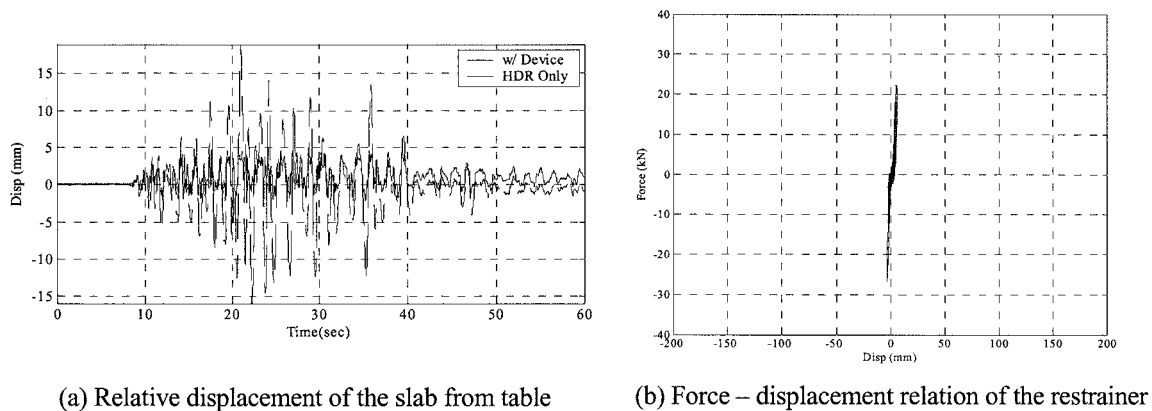 w/ Device
HDR Only
15
10
5
0
-5
-10
-15
Disp (mm)
0 10 20 30 40 50 60
Time(sec)
(a) Relative displacement of the slab from table
40
30
20
10
0
-10
-20
-30
-40
Force (kN)
-200 -150 -100 -50 0 50 100 150 200
Disp (mm)
(b) Force – displacement relation of the restrainer